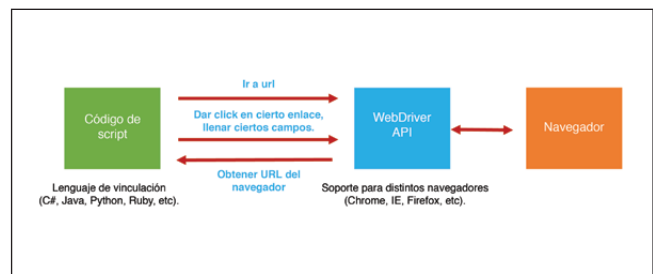 Ir a url
Código de
script
Dar click en cierto enlace,
llenar ciertos campos.
WebDriver
API
Navegador
Obtener URL del
navegador
Lenguaje de vinculación
(C#, Java, Python, Ruby, etc).
Soporte para distintos navegadores
(Chrome, IE, Firefox, etc).